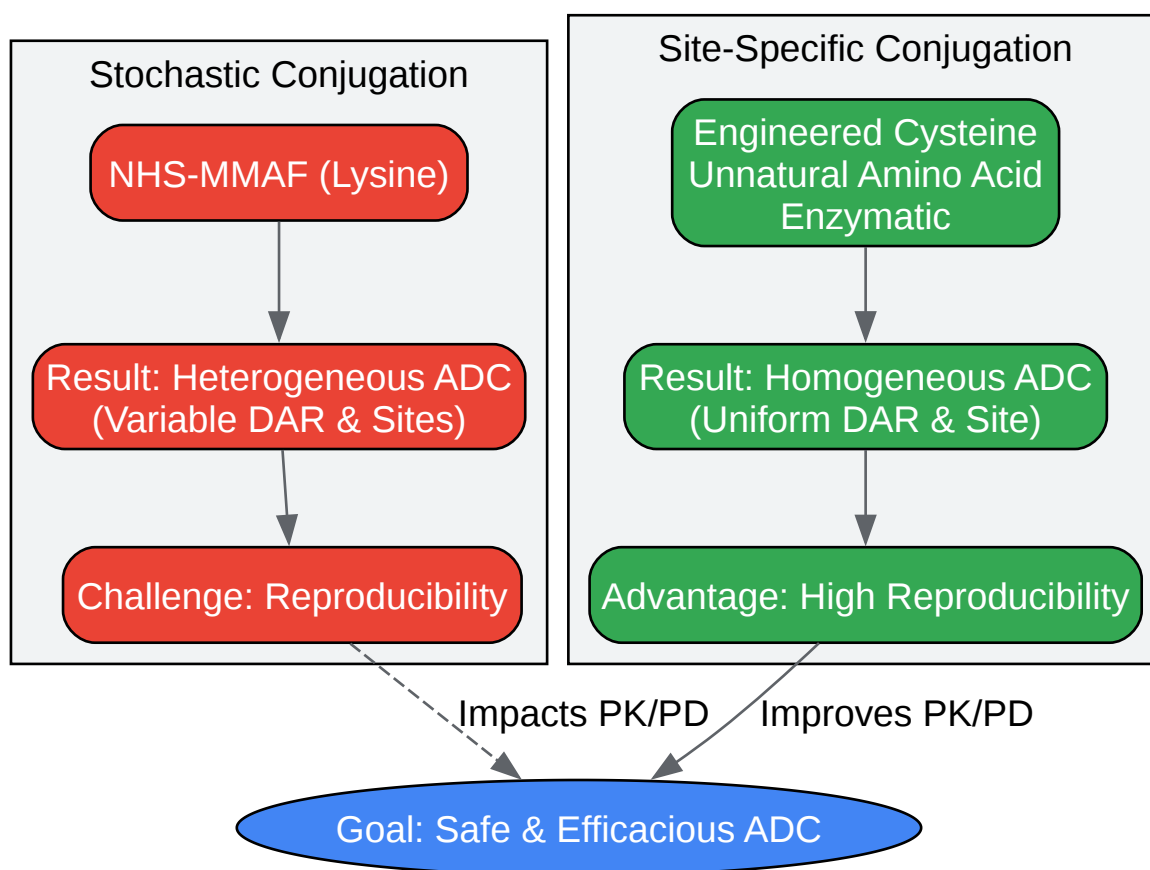 Stochastic Conjugation
NHS-MMAF (Lysine)
Result: Heterogeneous ADC
(Variable DAR & Sites)
Challenge: Reproducibility
Site-Specific Conjugation
Engineered Cysteine
Unnatural Amino Acid
Enzymatic
Result: Homogeneous ADC
(Uniform DAR & Site)
Advantage: High Reproducibility
Impacts PK/PD
Improves PK/PD
Goal: Safe & Efficacious ADC